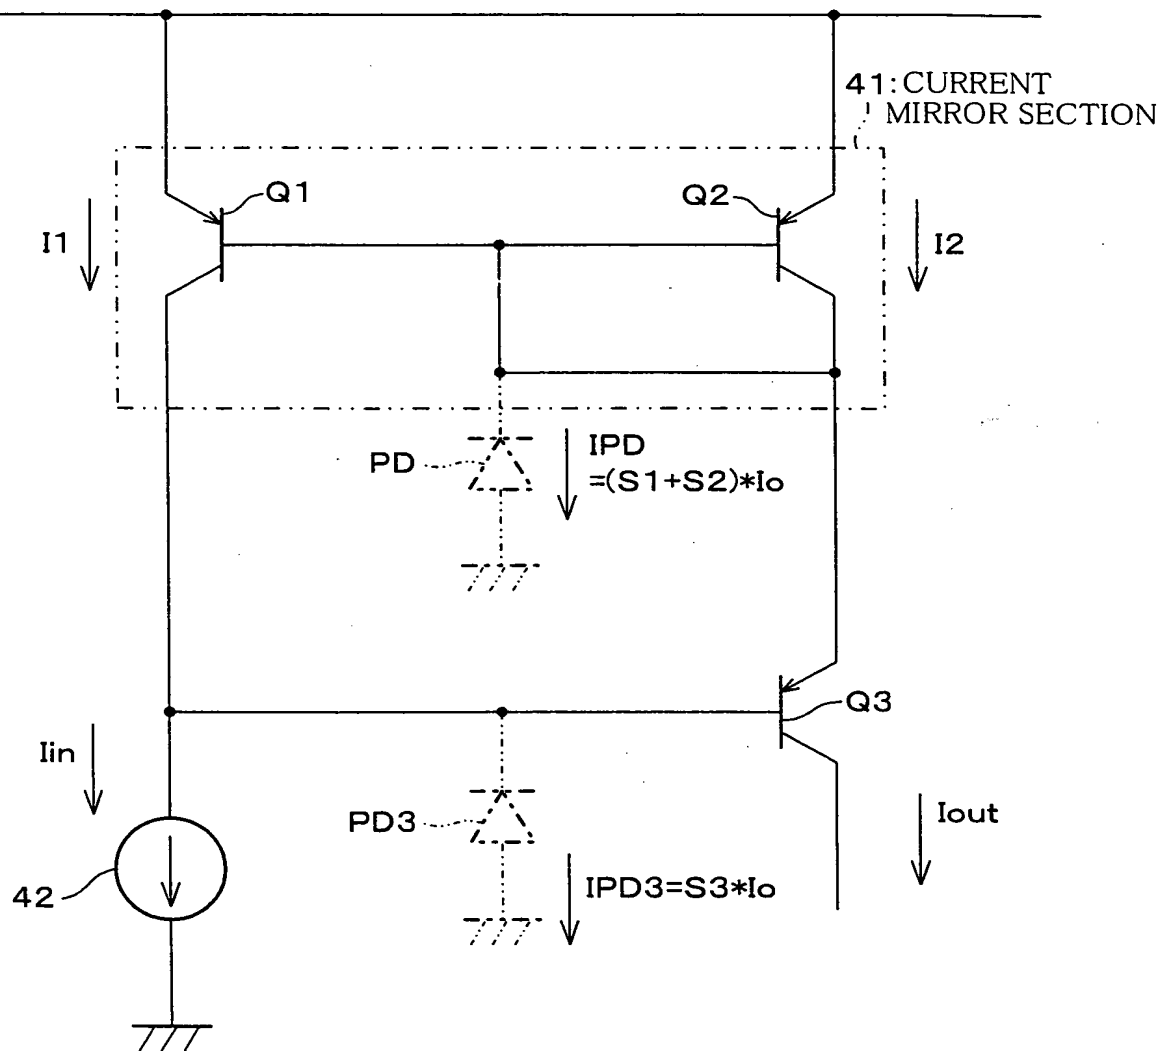 41: CURRENT
MIRROR SECTION
Q1
Q2
I1
I2
PD
IPD
=(S1+S2)*Io
Q3
Iin
PD3
Iout
42
IPD3=S3*Io